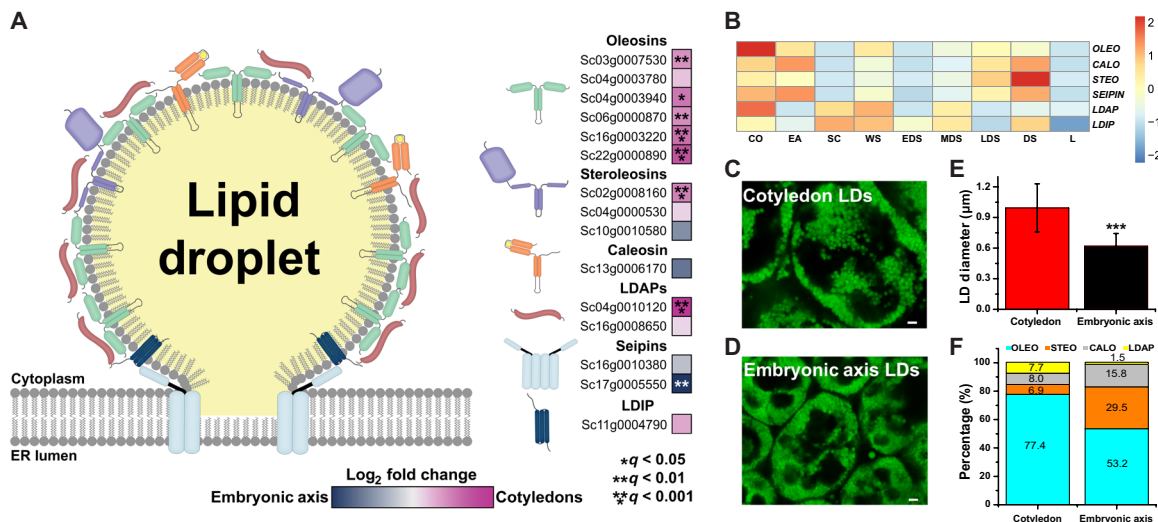 A
Lipid
droplet
Cytoplasm
ER lumen
Oleosins
Sc03g0007530 **
Sc04g0003780
Sc04g0003940 *
Sc06g0000870 **
Sc16g0003220 ***
Sc22g0000890 ***
Steroleosins
Sc02g0008160 ***
Sc04g0000530
Sc10g0010580
Caleosin
Sc13g0006170
LDAPs
Sc04g0010120 ***
Sc16g0008650
Seipins
Sc16g0010380
Sc17g0005550 **
LDIP
Sc11g0004790
*q < 0.05
**q < 0.01
***q < 0.001
Log2 fold change
Embryonic axis Cotyledons
B
OLEO
CALO
STEO
SEIPIN
LDAP
LDIP
CO EA SC WS EDS MDS LDS DS L
2
1
0
−1
−2
C
Cotyledon LDs
D
Embryonic axis LDs
E
LD diameter (μm)
1.2
0.9
0.6
0.3
0.0
***
Cotyledon Embryonic axis
F
OLEO STEO CALO LDAP
Percentage (%)
100
80
60
40
20
0
7.7
8.0
6.9
77.4
1.5
15.8
29.5
53.2
Cotyledon Embryonic axis